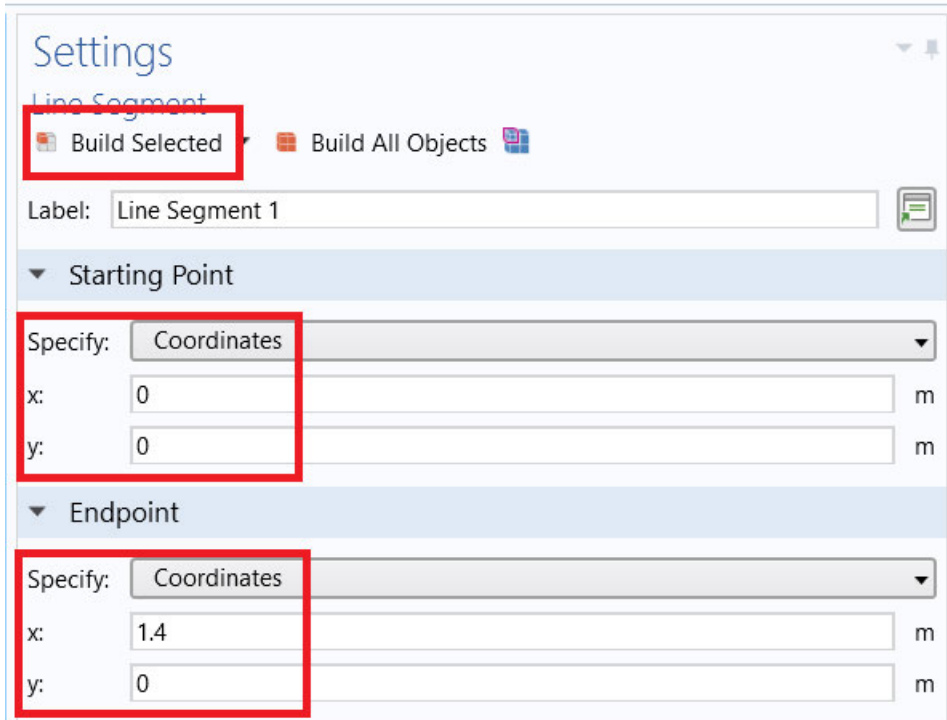 Settings
Line Segment
Build Selected Build All Objects
Label: Line Segment 1
Starting Point
Specify: Coordinates
x: 0 m
y: 0 m
Endpoint
Specify: Coordinates
x: 1.4 m
y: 0 m